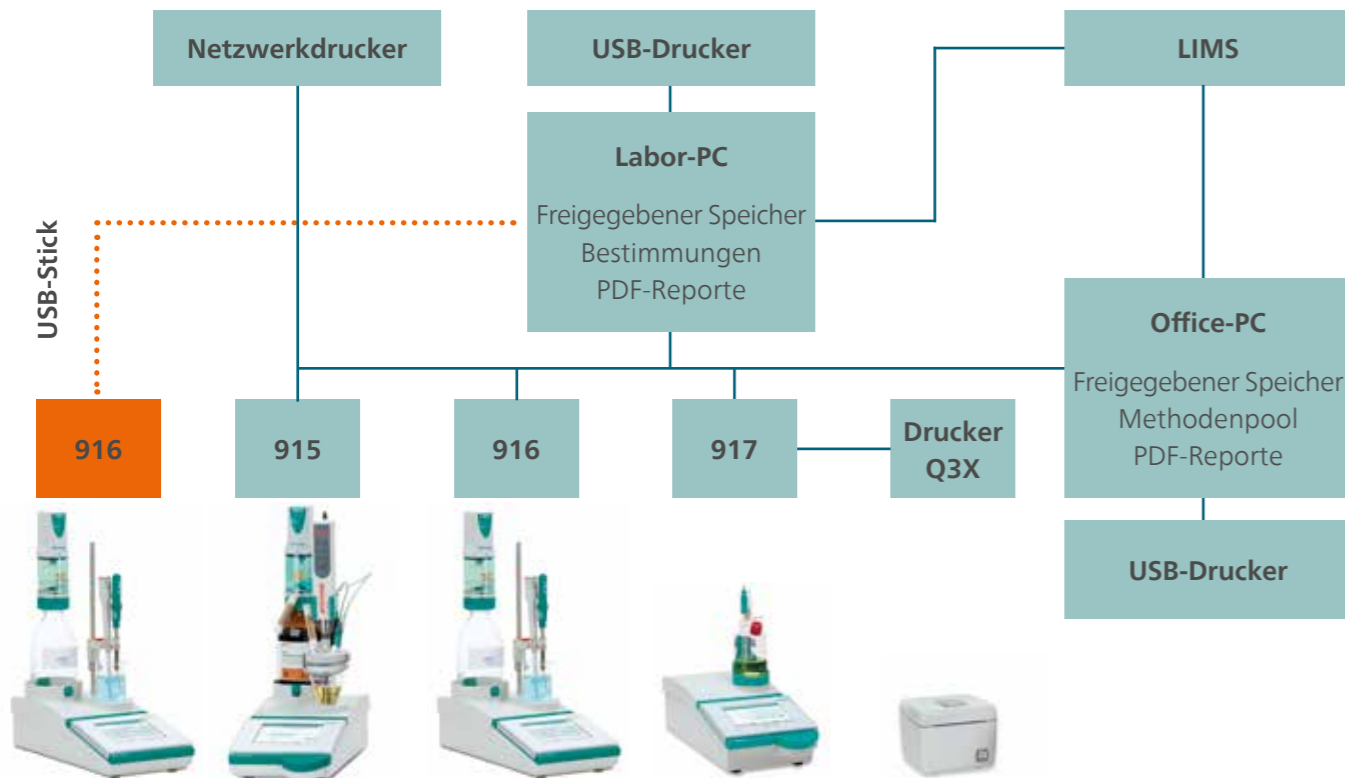 Netzwerkdrucker
USB-Drucker
LIMS
Labor-PC
Freigegebener Speicher
Bestimmungen
PDF-Reporte
USB-Stick
Office-PC
Freigegebener Speicher
Methodenpool
PDF-Reporte
916
915
916
917
Drucker
Q3X
USB-Drucker